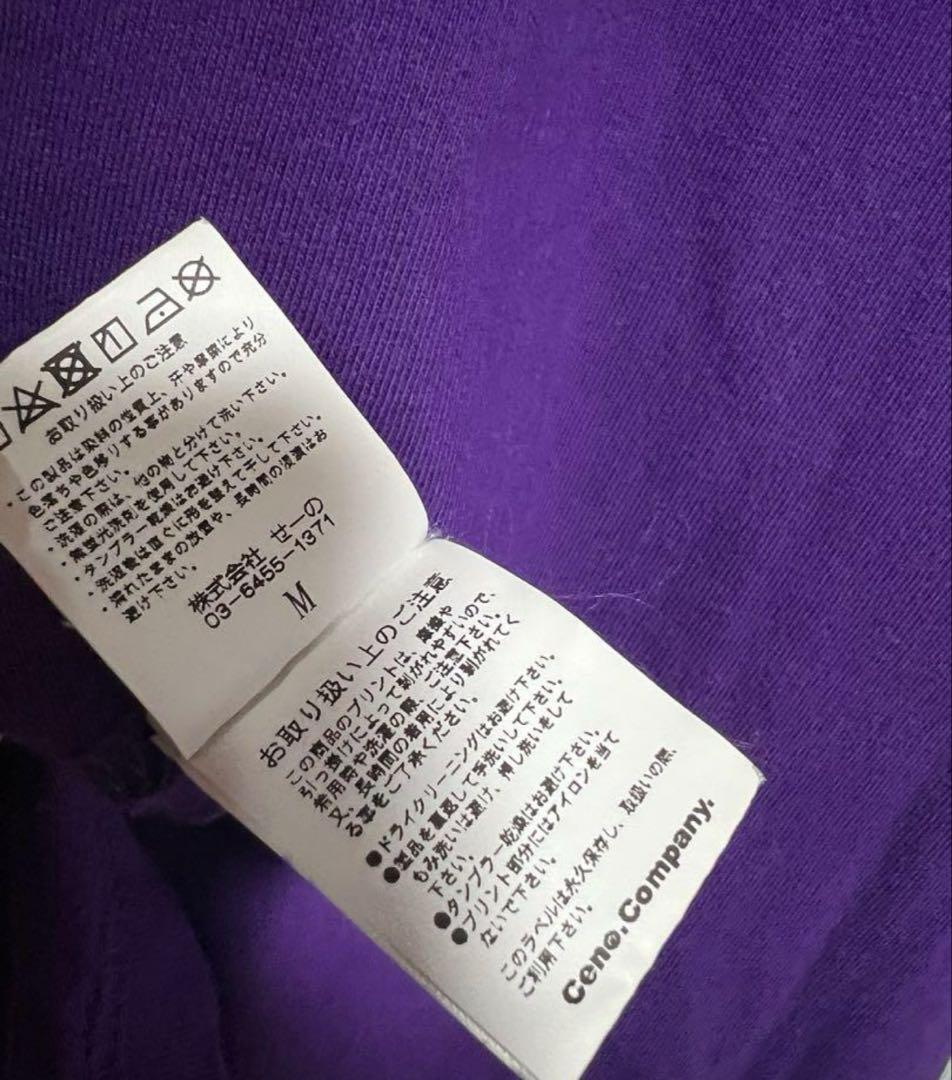 お取り扱い上のご注意
・この製品は染料の性質上、汗や摩擦により
色落ちや色移りする事がありますので充分
ご注意下さい。
・洗濯の際は、他の物と分けて洗い下さい。
・無蛍光洗剤を使用して下さい。
・タンブラー乾燥はお避け下さい。
・洗濯後は直ぐに形を整えて干して下さい。
・濡れたままの放置や、長時間の浸漬はお
避け下さい。
株式会社 せーの
03-6455-1371
M
お取り扱い上のご注意
この商品のプリントは、摩擦や
引っ掛けによって剥がれやすいので、
着用時や洗濯の際、ご注意下さい。
又、長時間の着用により剥がれてく
る事をご了承ください。
●ドライクリーニングはお避け下さい。
●製品を裏返して手洗いして下さい。
もみ洗いは避け、押し洗いをして
下さい。
●タンブラー乾燥はお避け下さい。
●プリント部分にはアイロンを当て
ないで下さい。
このラベルは永久保存し、取扱いの際、
ご利用下さい。
Ceno.Company.